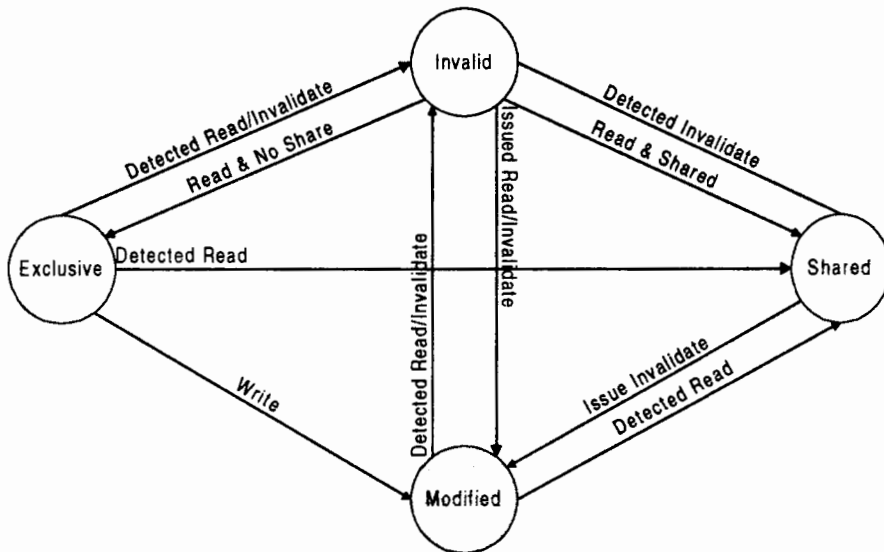 Invalid
Detected Read/Invalidate
Read & No Share
Issued Read/Invalidate
Detected Invalidate
Read & Shared
Exclusive
Detected Read
Detected Read/Invalidate
Shared
Write
Issue Invalidate
Detected Read
Modified